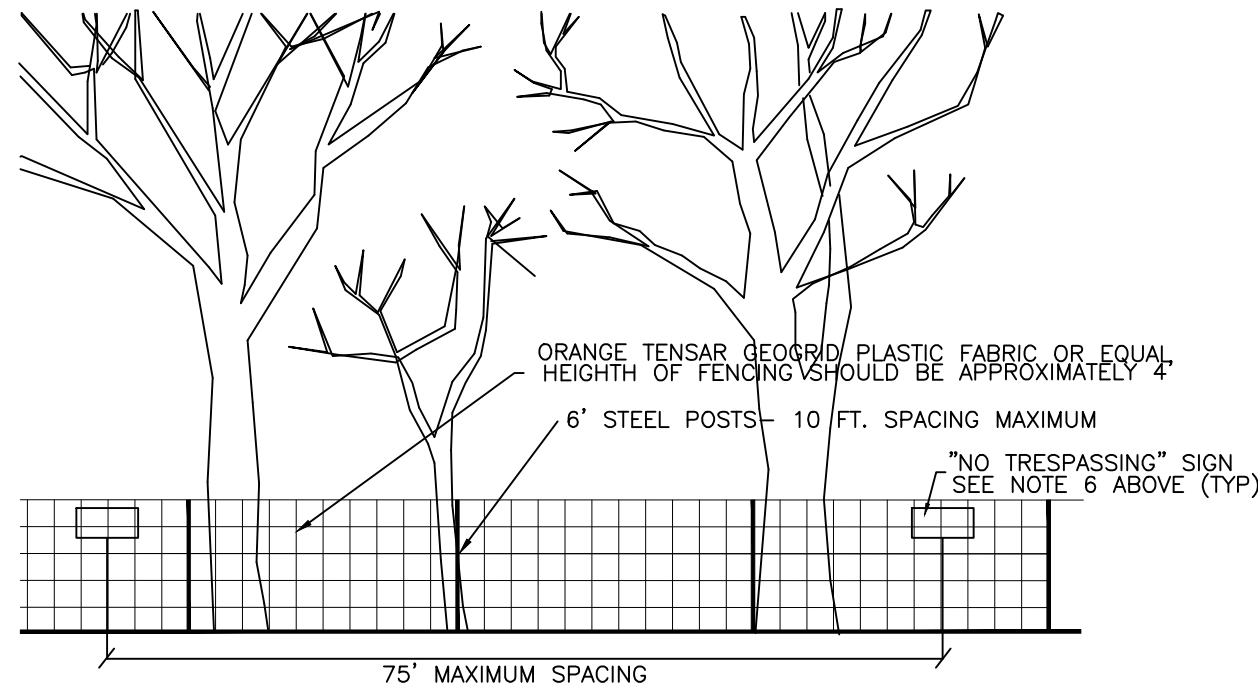 ORANGE TENSAR GEOGRID PLASTIC FABRIC OR EQUAL,
HEIGHTH OF FENCING SHOULD BE APPROXIMATELY 4'
6' STEEL POSTS- 10 FT. SPACING MAXIMUM
"NO TRESPASSING" SIGN
SEE NOTE 6 ABOVE (TYP)
75' MAXIMUM SPACING